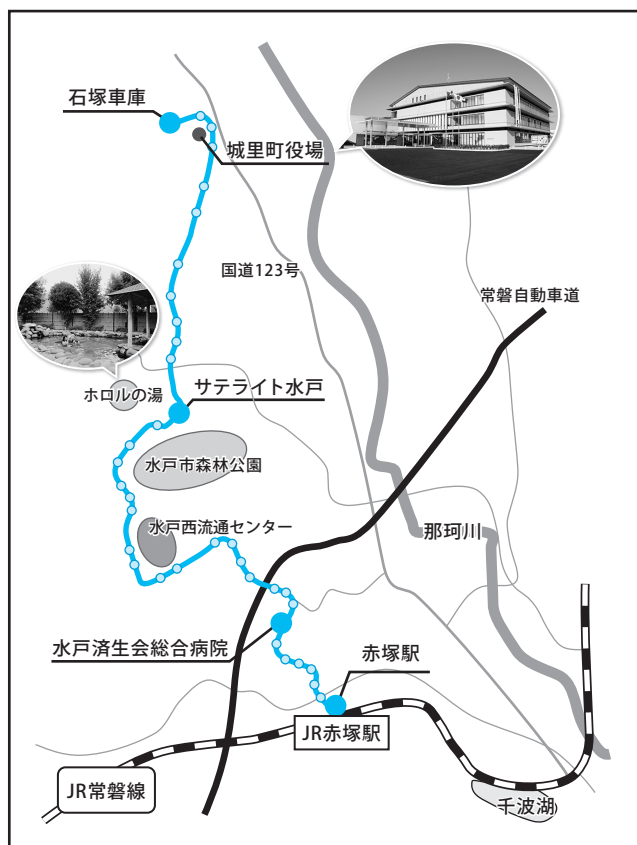 石塚車庫
城里町役場
国道123号
常磐自動車道
ホロルの湯
サテライト水戸
水戸市森林公園
水戸西流通センター
那珂川
水戸済生会総合病院
赤塚駅
JR赤塚駅
JR常磐線
千波湖